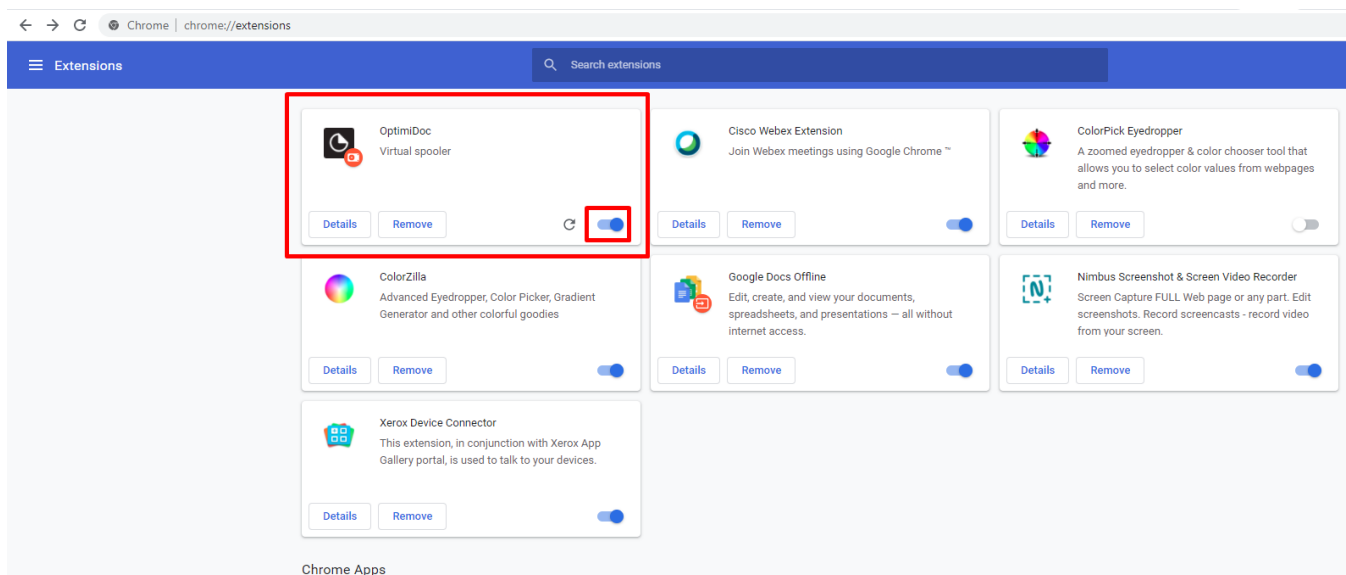 Chrome | chrome://extensions
Extensions
Search extensions
OptimiDoc
Virtual spooler
Details
Remove
Cisco Webex Extension
Join Webex meetings using Google Chrome ™
Details
Remove
ColorPick Eyedropper
A zoomed eyedropper & color chooser tool that
allows you to select color values from webpages
and more.
Details
Remove
ColorZilla
Advanced Eyedropper, Color Picker, Gradient
Generator and other colorful goodies
Details
Remove
Google Docs Offline
Edit, create, and view your documents,
spreadsheets, and presentations — all without
internet access.
Details
Remove
Nimbus Screenshot & Screen Video Recorder
Screen Capture FULL Web page or any part. Edit
screenshots. Record screencasts - record video
from your screen.
Details
Remove
Xerox Device Connector
This extension, in conjunction with Xerox App
Gallery portal, is used to talk to your devices.
Details
Remove
Chrome Apps